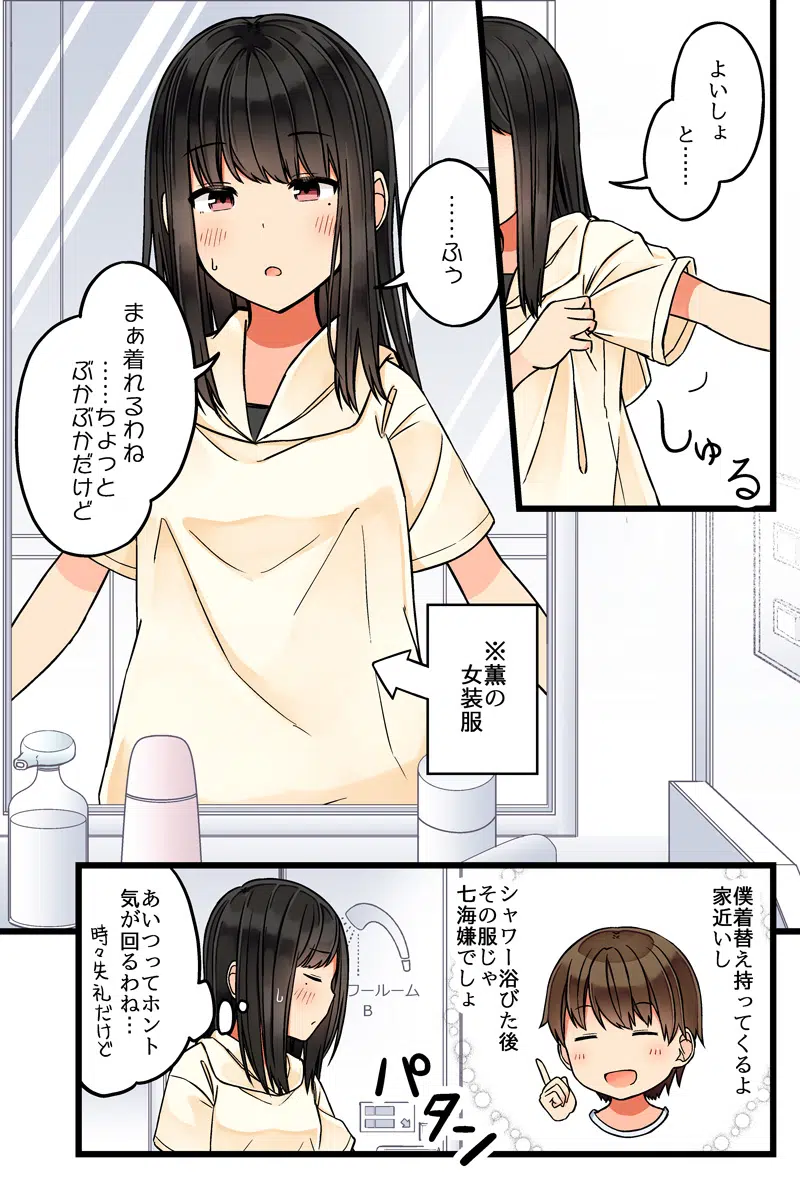 よいしょ
と……
しゅる
……ふぅ
まぁ着れるわね
……ちょっと
ぶかぶかだけど
※薫の
女装服
僕着替え持ってくるよ
家近いし
シャワー浴びた後
その服じゃ
七海嫌でしょ
ワールーム
B
パタン
あいつってホント
気が回るわね…
時々失礼だけど